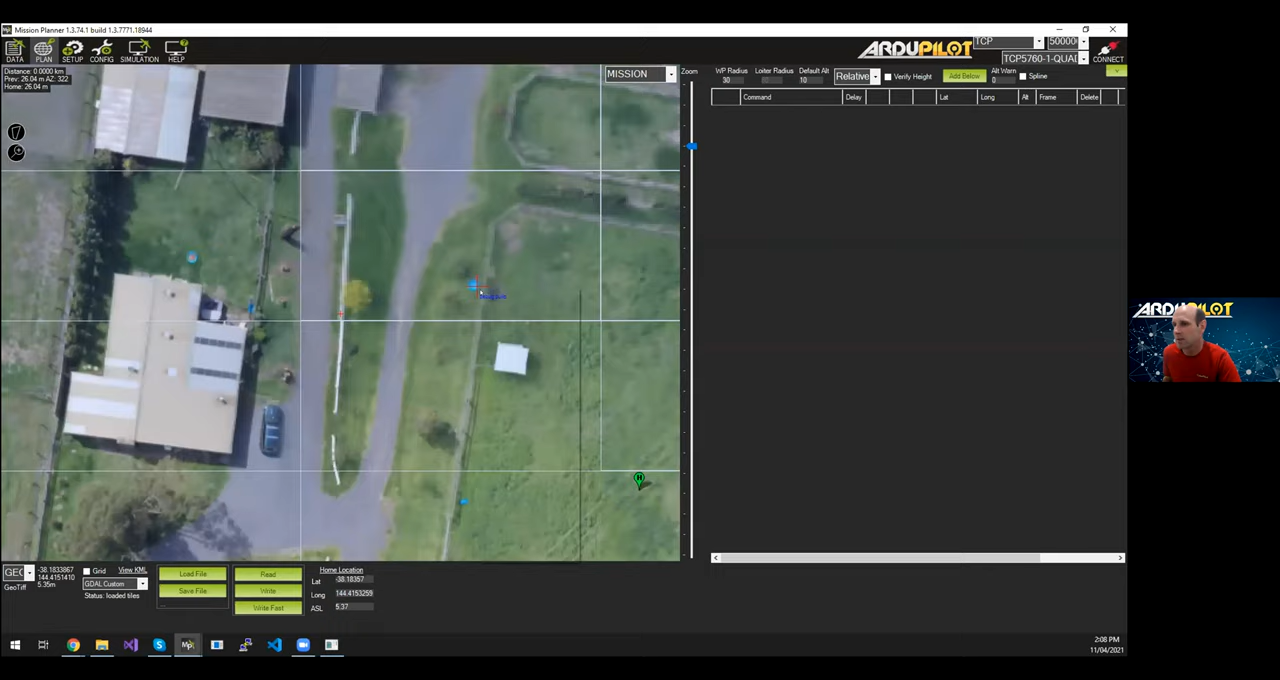 Mission Planner 1.3.74.1 build 1.3.7771.18944
DATA PLAN SETUP CONFIG SIMULATION HELP
ARDUPILOT
TCP
50000
TCP5760-1-QUAD
CONNECT
Distance: 0.0000 km
Prev: 26.04 m AZ: 322
Home: 26.04 m
MISSION
Zoom
WP Radius Loiter Radius Default Alt
30 10
Relative
Verify Height
Add Below
Alt Warn
0
Spline
Command Delay Lat Long Alt Frame Delete
H
ARDUPILOT
GEO
-38.1833867
144.4151410
5.35m
GeoTiff
Grid
View KML
GDAL Custom
Status: loaded tiles
Load File
Save File
...
Read
Write
Write Fast
Home Location
Lat -38.18357
Long 144.4153259
ASL 5.37
2:08 PM
11/04/2021